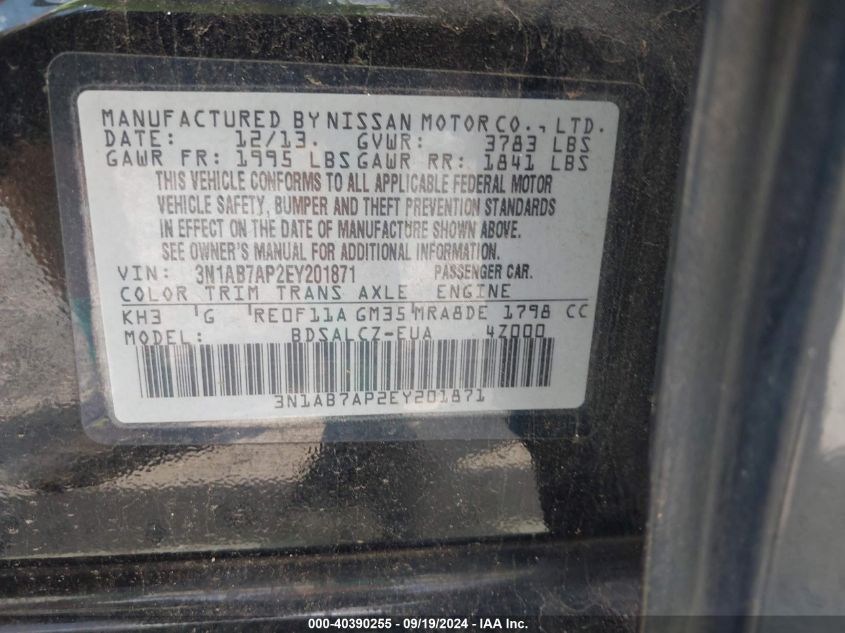 MANUFACTURED BY NISSAN MOTOR CO., LTD.
DATE: 12/13. GVWR: 3783 LBS
GAWR FR: 1995 LBS GAWR RR: 1841 LBS
THIS VEHICLE CONFORMS TO ALL APPLICABLE FEDERAL MOTOR
VEHICLE SAFETY, BUMPER AND THEFT PREVENTION STANDARDS
IN EFFECT ON THE DATE OF MANUFACTURE SHOWN ABOVE.
SEE OWNER'S MANUAL FOR ADDITIONAL INFORMATION.
VIN: 3N1AB7AP2EY201871 PASSENGER CAR.
COLOR TRIM TRANS AXLE ENGINE
KH3 G RE0F11A GM35 MRA8DE 1798 CC
MODEL: BDSALCZ-EUA 4Z000
3N1AB7AP2EY201871
000-40390255 - 09/19/2024 - IAA Inc.